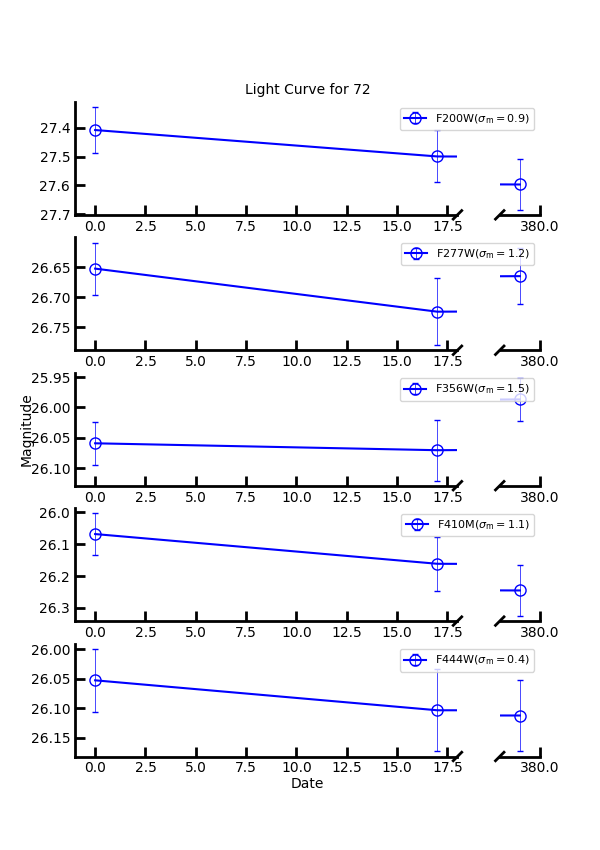 Light Curve for 72
F200W(σm = 0.9)
27.4
27.5
27.6
27.7
0.0 2.5 5.0 7.5 10.0 12.5 15.0 17.5 380.0
F277W(σm = 1.2)
26.65
26.70
26.75
0.0 2.5 5.0 7.5 10.0 12.5 15.0 17.5 380.0
F356W(σm = 1.5)
25.95
26.00
26.05
26.10
Magnitude
0.0 2.5 5.0 7.5 10.0 12.5 15.0 17.5 380.0
F410M(σm = 1.1)
26.0
26.1
26.2
26.3
0.0 2.5 5.0 7.5 10.0 12.5 15.0 17.5 380.0
F444W(σm = 0.4)
26.00
26.05
26.10
26.15
0.0 2.5 5.0 7.5 10.0 12.5 15.0 17.5 380.0
Date